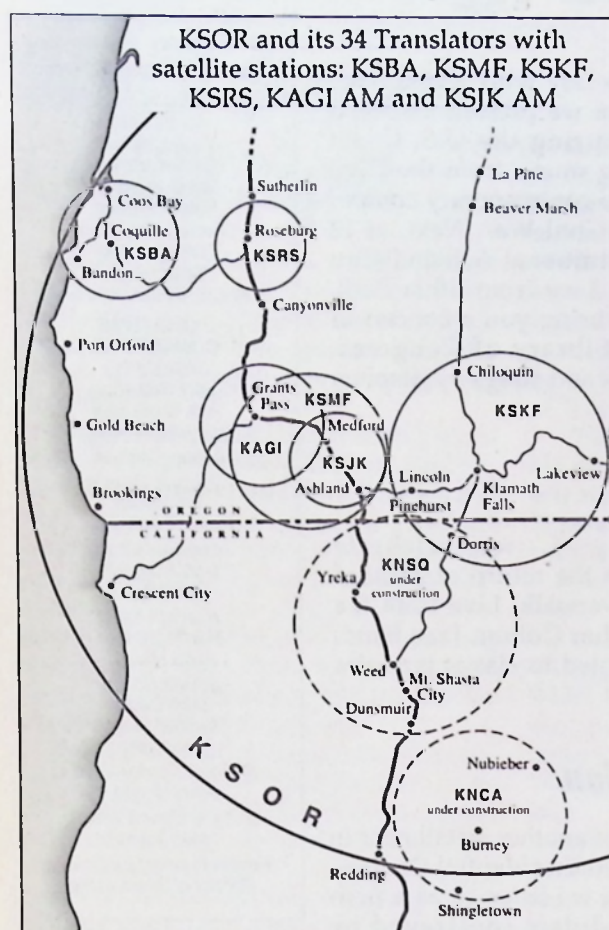 KSOR and its 34 Translators with
satellite stations: KSBA, KSMF, KSKF,
KSRS, KAGI AM and KSJK AM
La Pine
Sutherlin
Beaver Marsh
Coos Bay
Coquille
KSBA
Bandon
Roseburg
KSRS
Canyonville
Port Orford
Chiloquin
Grants
Pass
KSMF
KSKF
Gold Beach
Medford
KAGI
KSJK
Ashland
Lincoln
Pinehurst
Klamath
Falls
Lakeview
Brookings
OREGON
CALIFORNIA
Dorris
KNSQ
under
construction
Yreka
Crescent City
Weed
Mt. Shasta
City
Dunsmuir
KSOR
Nubieber
KNCA
under construction
Burney
Redding
Shingletown